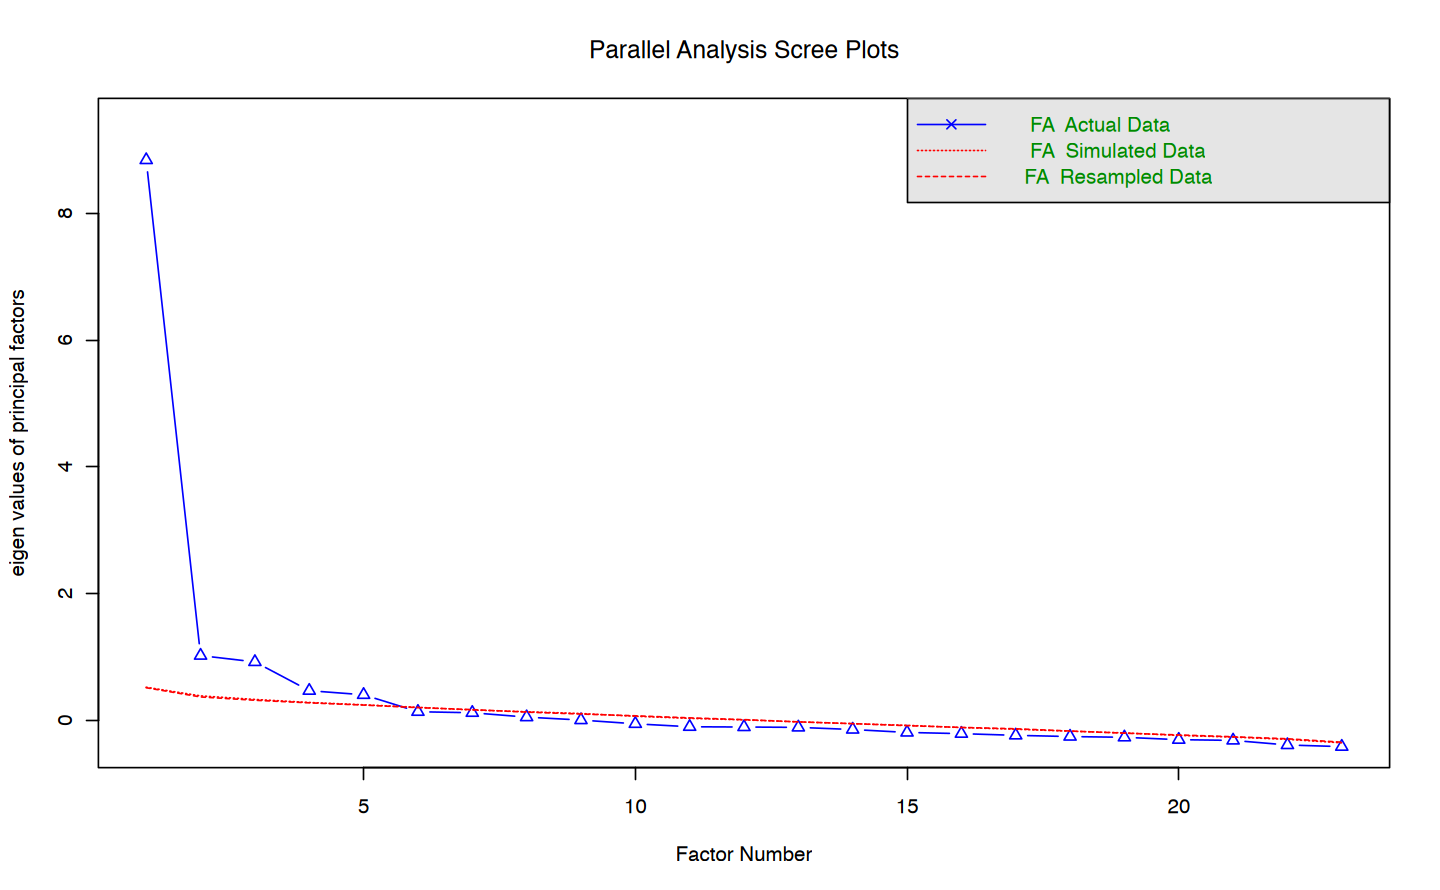 Parallel Analysis Scree Plots
FA Actual Data
FA Simulated Data
FA Resampled Data
eigen values of principal factors
8
6
4
2
0
5
10
15
20
Factor Number